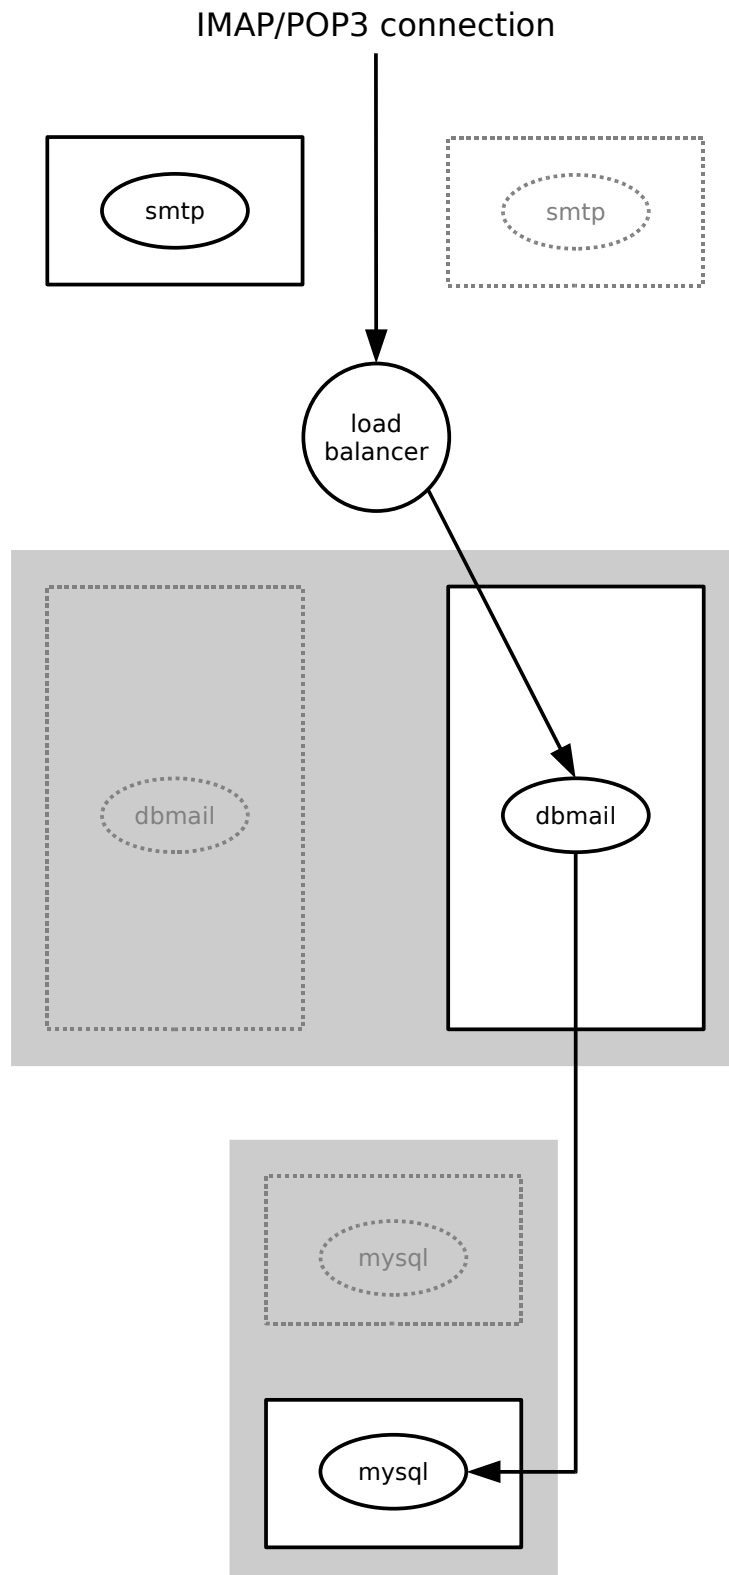 IMAP/POP3 connection
smtp
smtp
load
balancer
dbmail
dbmail
mysql
mysql